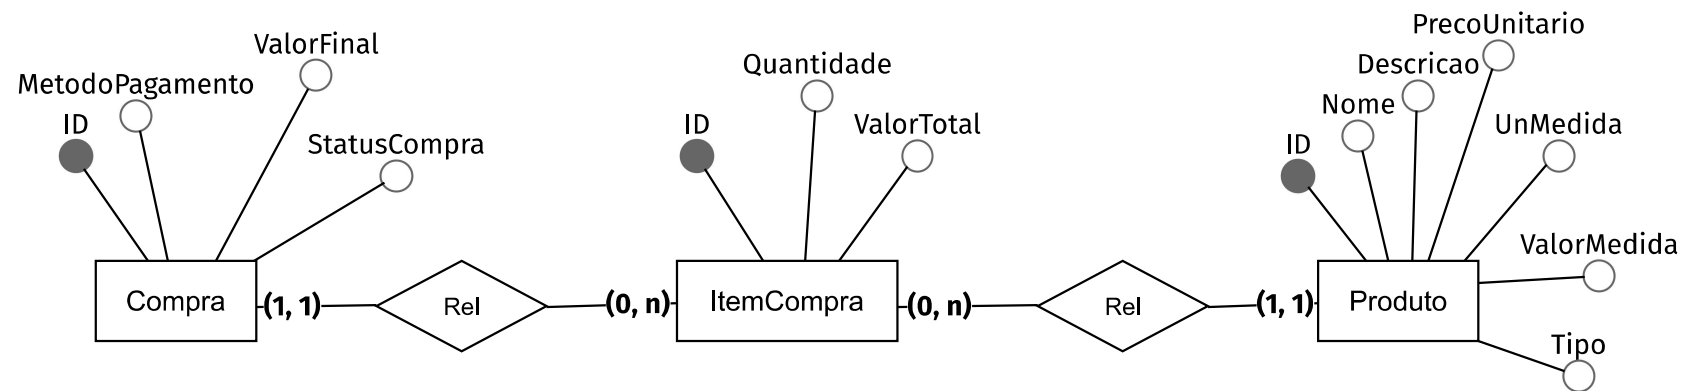 ValorFinal
MetodoPagamento
ID
StatusCompra
Compra
(1, 1)
Rel
(0, n)
Quantidade
ID
ValorTotal
ItemCompra
(0, n)
Rel
(1, 1)
PrecoUnitario
Descricao
Nome
ID
UnMedida
ValorMedida
Produto
Tipo